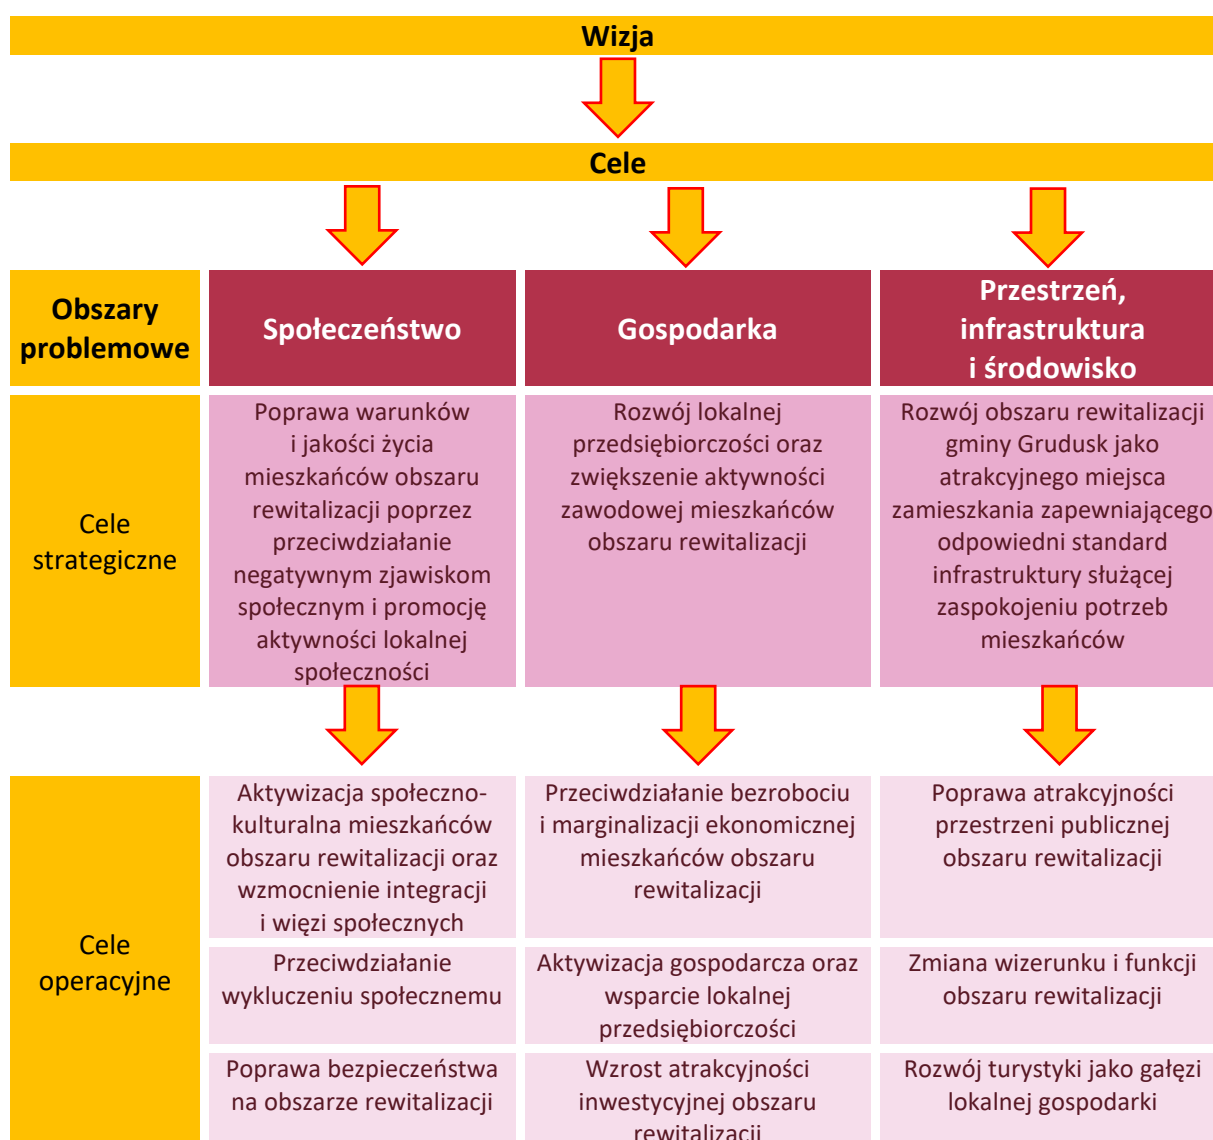 Wizja
Cele
Obszary
problemowe
Społeczeństwo
Gospodarka
Przestrzeń,
infrastruktura
i środowisko
Cele
strategiczne
Poprawa warunków
i jakości życia
mieszkańców obszaru
rewitalizacji poprzez
przeciwdziałanie
negatywnym zjawiskom
społecznym i promocję
aktywności lokalnej
społeczności
Rozwój lokalnej
przedsiębiorczości oraz
zwiększenie aktywności
zawodowej mieszkańców
obszaru rewitalizacji
Rozwój obszaru rewitalizacji
gminy Grudusk jako
atrakcyjnego miejsca
zamieszkania zapewniającego
odpowiedni standard
infrastruktury służącej
zaspokojeniu potrzeb
mieszkańców
Cele
operacyjne
Aktywizacja społeczno-
kulturalna mieszkańców
obszaru rewitalizacji oraz
wzmocnienie integracji
i więzi społecznych
Przeciwdziałanie bezrobociu
i marginalizacji ekonomicznej
mieszkańców obszaru
rewitalizacji
Poprawa atrakcyjności
przestrzeni publicznej
obszaru rewitalizacji
Przeciwdziałanie
wykluczeniu społecznemu
Aktywizacja gospodarcza oraz
wsparcie lokalnej
przedsiębiorczości
Zmiana wizerunku i funkcji
obszaru rewitalizacji
Poprawa bezpieczeństwa
na obszarze rewitalizacji
Wzrost atrakcyjności
inwestycyjnej obszaru
rewitalizacji
Rozwój turystyki jako gałęzi
lokalnej gospodarki